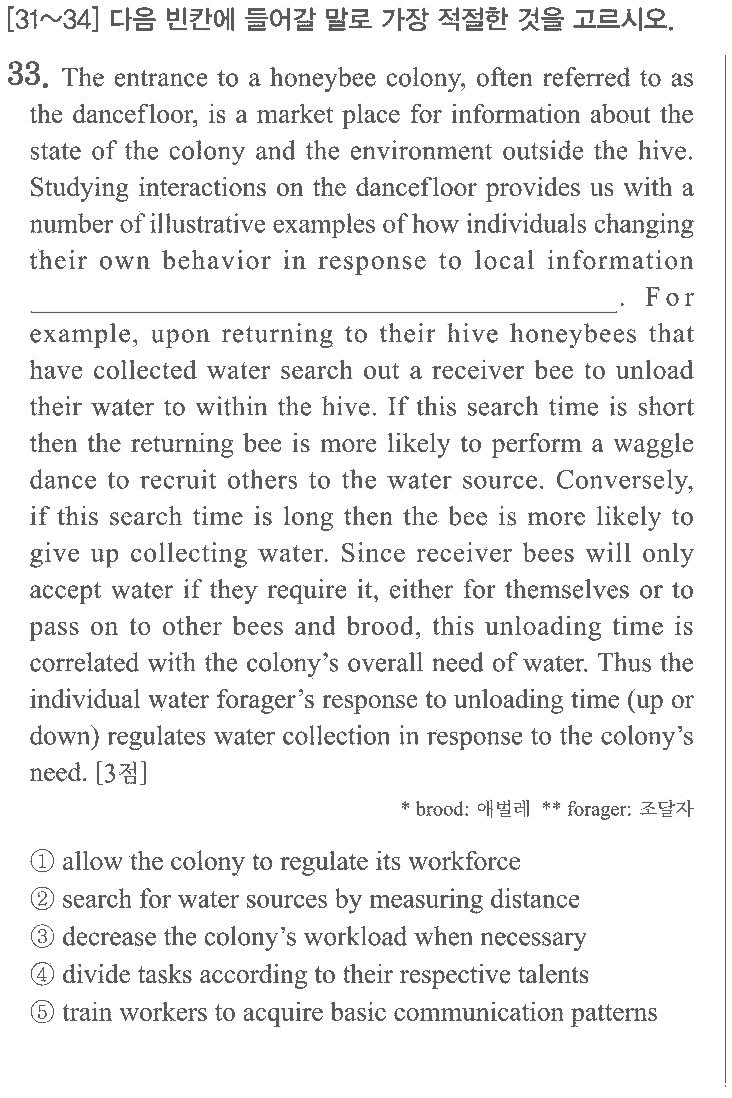 [31~34] 다음 빈칸에 들어갈 말로 가장 적절한 것을 고르시오.
33. The entrance to a honeybee colony, often referred to as
the dancefloor, is a market place for information about the
state of the colony and the environment outside the hive.
Studying interactions on the dancefloor provides us with a
number of illustrative examples of how individuals changing
their own behavior in response to local information
____________________. For
example, upon returning to their hive honeybees that
have collected water search out a receiver bee to unload
their water to within the hive. If this search time is short
then the returning bee is more likely to perform a waggle
dance to recruit others to the water source. Conversely,
if this search time is long then the bee is more likely to
give up collecting water. Since receiver bees will only
accept water if they require it, either for themselves or to
pass on to other bees and brood, this unloading time is
correlated with the colony's overall need of water. Thus the
individual water forager's response to unloading time (up or
down) regulates water collection in response to the colony's
need. [3점]
* brood: 애벌레 ** forager: 조달자
① allow the colony to regulate its workforce
② search for water sources by measuring distance
③ decrease the colony's workload when necessary
④ divide tasks according to their respective talents
⑤ train workers to acquire basic communication patterns